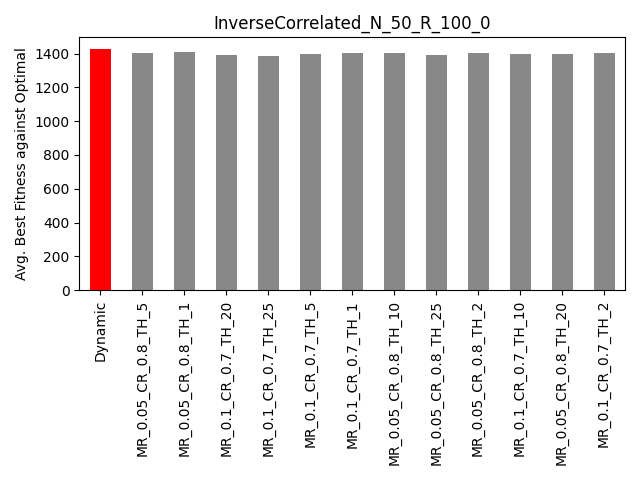 InverseCorrelated_N_50_R_100_0
Avg. Best Fitness against Optimal
1400
1200
1000
800
600
400
200
0
Dynamic
MR_0.05_CR_0.8_TH_5
MR_0.05_CR_0.8_TH_1
MR_0.1_CR_0.7_TH_20
MR_0.1_CR_0.7_TH_25
MR_0.1_CR_0.7_TH_5
MR_0.1_CR_0.7_TH_1
MR_0.05_CR_0.8_TH_10
MR_0.05_CR_0.8_TH_25
MR_0.05_CR_0.8_TH_2
MR_0.1_CR_0.7_TH_10
MR_0.05_CR_0.8_TH_20
MR_0.1_CR_0.7_TH_2